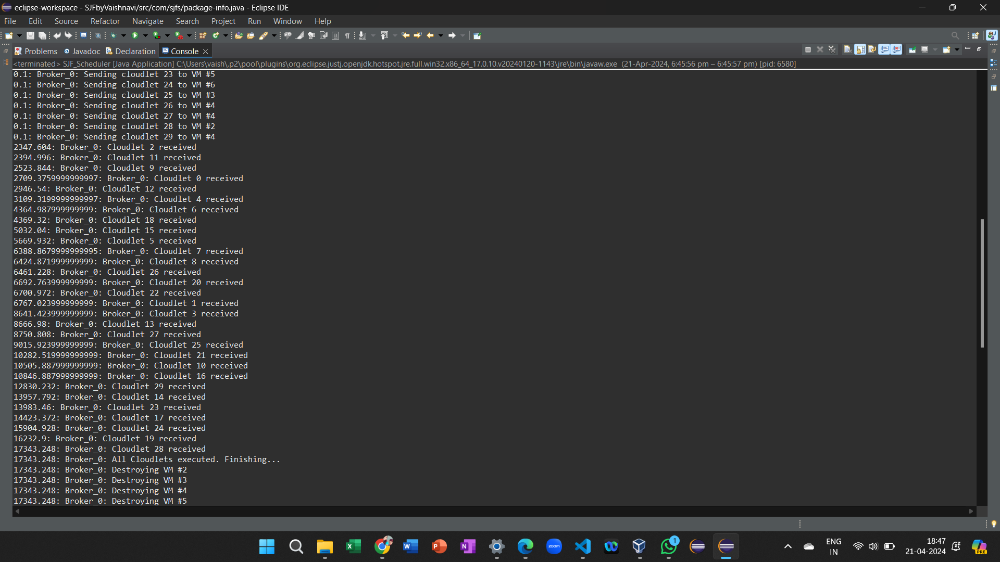 eclipse-workspace - SJFbyVaishnavi/src/com/sjfs/package-info.java - Eclipse IDE
File Edit Source Refactor Navigate Search Project Run Window Help
Problems Javadoc Declaration Console
<terminated> SJF_Scheduler [Java Application] C:\Users\vaish\.p2\pool\plugins\org.eclipse.justj.openjdk.hotspot.jre.full.win32.x86_64_17.0.10.v20240120-1143\jre\bin\javaw.exe (21-Apr-2024, 6:45:56 pm – 6:45:57 pm) [pid: 6580]
0.1: Broker_0: Sending cloudlet 23 to VM #5
0.1: Broker_0: Sending cloudlet 24 to VM #6
0.1: Broker_0: Sending cloudlet 25 to VM #3
0.1: Broker_0: Sending cloudlet 26 to VM #4
0.1: Broker_0: Sending cloudlet 27 to VM #4
0.1: Broker_0: Sending cloudlet 28 to VM #2
0.1: Broker_0: Sending cloudlet 29 to VM #4
2347.604: Broker_0: Cloudlet 2 received
2394.996: Broker_0: Cloudlet 11 received
2523.844: Broker_0: Cloudlet 9 received
2709.3759999999997: Broker_0: Cloudlet 0 received
2946.54: Broker_0: Cloudlet 12 received
3109.3199999999997: Broker_0: Cloudlet 4 received
4364.987999999999: Broker_0: Cloudlet 6 received
4369.32: Broker_0: Cloudlet 18 received
5032.04: Broker_0: Cloudlet 15 received
5669.932: Broker_0: Cloudlet 5 received
6388.8679999999995: Broker_0: Cloudlet 7 received
6424.871999999999: Broker_0: Cloudlet 8 received
6461.228: Broker_0: Cloudlet 26 received
6692.763999999999: Broker_0: Cloudlet 20 received
6700.972: Broker_0: Cloudlet 22 received
6767.023999999999: Broker_0: Cloudlet 1 received
8641.423999999999: Broker_0: Cloudlet 3 received
8666.98: Broker_0: Cloudlet 13 received
8750.808: Broker_0: Cloudlet 27 received
9015.923999999999: Broker_0: Cloudlet 25 received
10282.519999999999: Broker_0: Cloudlet 21 received
10505.887999999999: Broker_0: Cloudlet 10 received
10846.887999999999: Broker_0: Cloudlet 16 received
12830.232: Broker_0: Cloudlet 29 received
13957.792: Broker_0: Cloudlet 14 received
13983.46: Broker_0: Cloudlet 23 received
14423.372: Broker_0: Cloudlet 17 received
15904.928: Broker_0: Cloudlet 24 received
16232.9: Broker_0: Cloudlet 19 received
17343.248: Broker_0: Cloudlet 28 received
17343.248: Broker_0: All Cloudlets executed. Finishing...
17343.248: Broker_0: Destroying VM #2
17343.248: Broker_0: Destroying VM #3
17343.248: Broker_0: Destroying VM #4
17343.248: Broker_0: Destroying VM #5
zoom
1
ENG
IN
18:47
21-04-2024
PRE